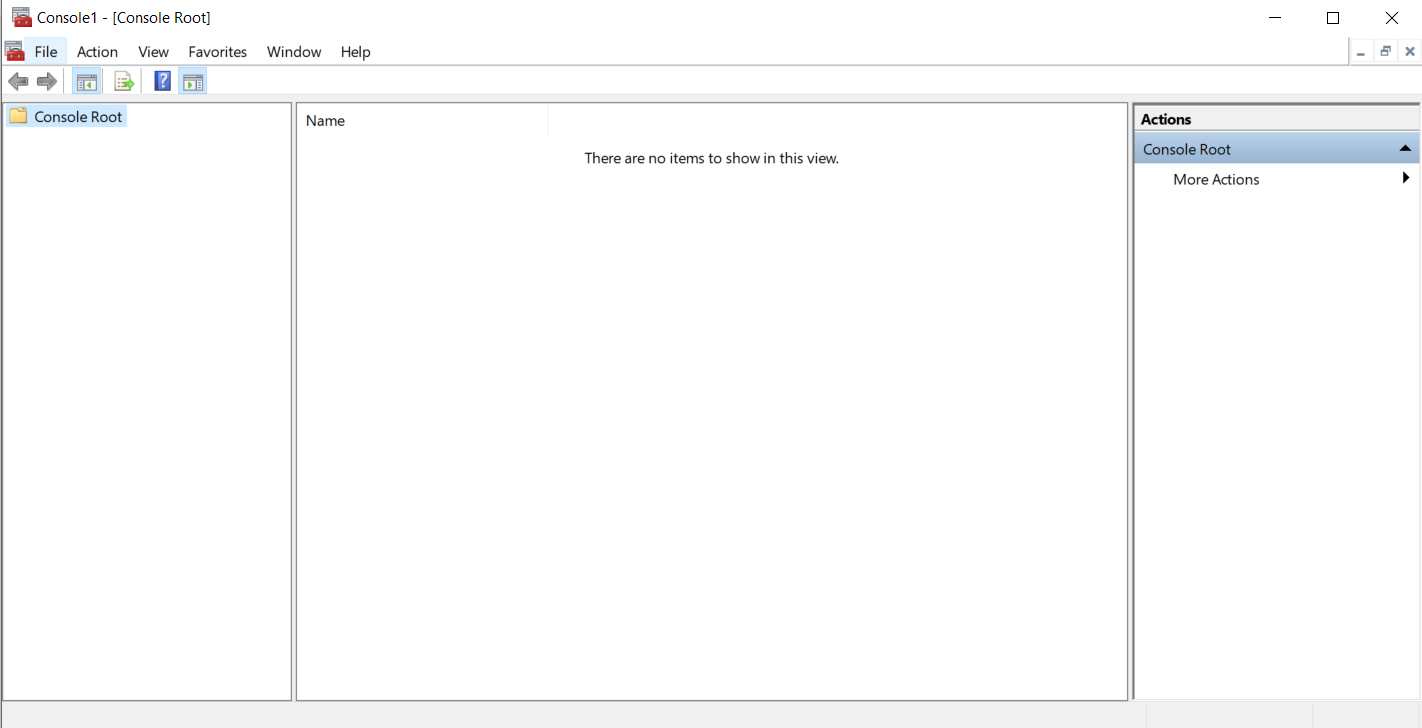 Console1 - [Console Root]
File Action View Favorites Window Help
?
Console Root
Name
There are no items to show in this view.
Actions
Console Root
More Actions